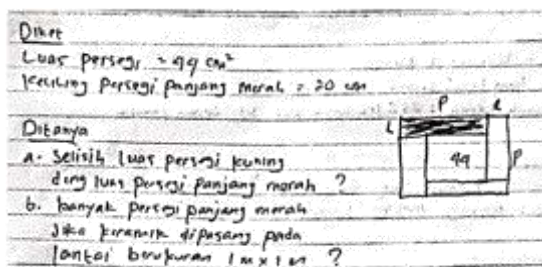 Diket
Luas persegi = 49 cm²
Keliling persegi panjang merah = 20 cm
P l
L
Ditanya
a. Selisih luas persegi kuning
49
P
dng luas persegi panjang merah ?
b. banyak persegi panjang merah
Jika keramik dipasang pada
lantai berukuran 1 m x 1 m ?